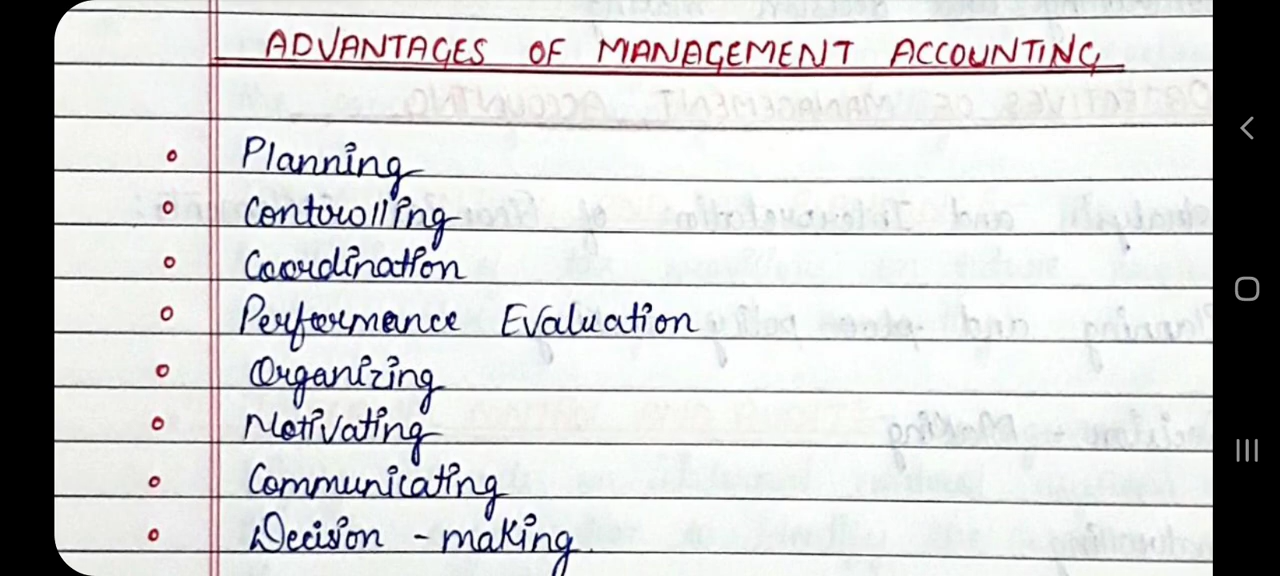 ADVANTAGES OF MANAGEMENT ACCOUNTING
Planning
Controlling
Coordination
Performance Evaluation
Organizing
Motivating
Communicating
Decision - making.